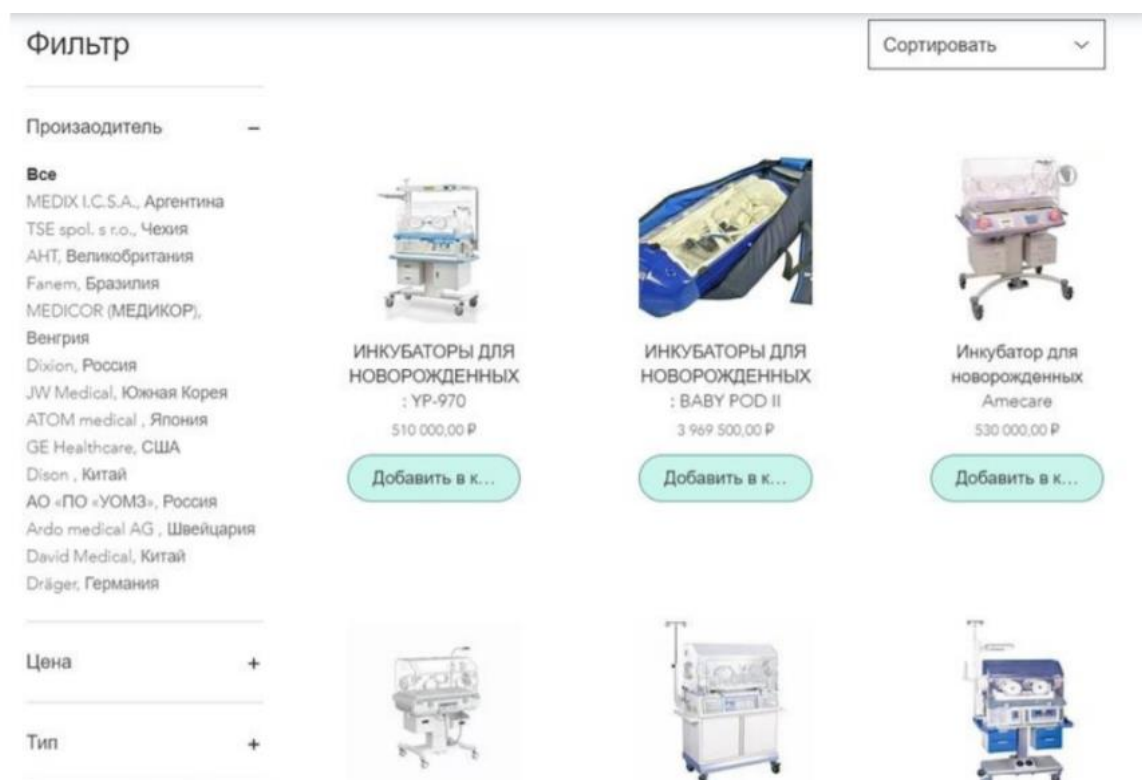 Фильтр
Сортировать
Произаодитель
Все
MEDIX I.C.S.A., Аргентина
TSE spol. s r.o., Чехия
AHT, Великобритания
Fanem, Бразилия
MEDICOR (МЕДИКОР),
Венгрия
Dixion, Россия
JW Medical, Южная Корея
ATOM medical , Япония
GE Healthcare, США
Dison , Китай
АО «ПО «УОМЗ», Россия
Ardo medical AG , Швейцария
David Medical, Китай
Dräger, Германия
Цена +
Тип +
ИНКУБАТОРЫ ДЛЯ
НОВОРОЖДЕННЫХ
: YP-970
510 000,00 ₽
Добавить в к...
ИНКУБАТОРЫ ДЛЯ
НОВОРОЖДЕННЫХ
: BABY POD II
3 969 500,00 ₽
Добавить в к...
Инкубатор для
новорожденных
Amecare
530 000,00 ₽
Добавить в к...